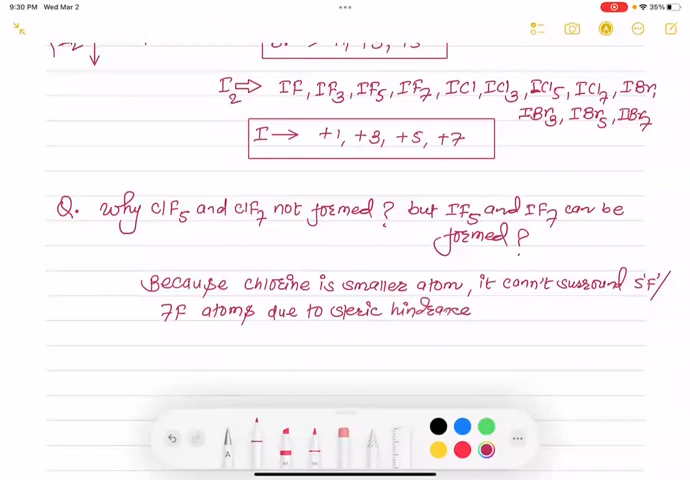 9:30 PM Wed Mar 2
35%
I2 ⇒ IF, IF3, IF5, IF7, ICl, ICl3, ICl5, ICl7, IBr,
IBr3, IBr5, IBr7
I → +1, +3, +5, +7
Q. Why ClF5 and ClF7 not formed? but IF5 and IF7 can be
formed?
Because chlorine is smaller atom, it cann't surround 5'F'/
7F atoms due to steric hindrance
A